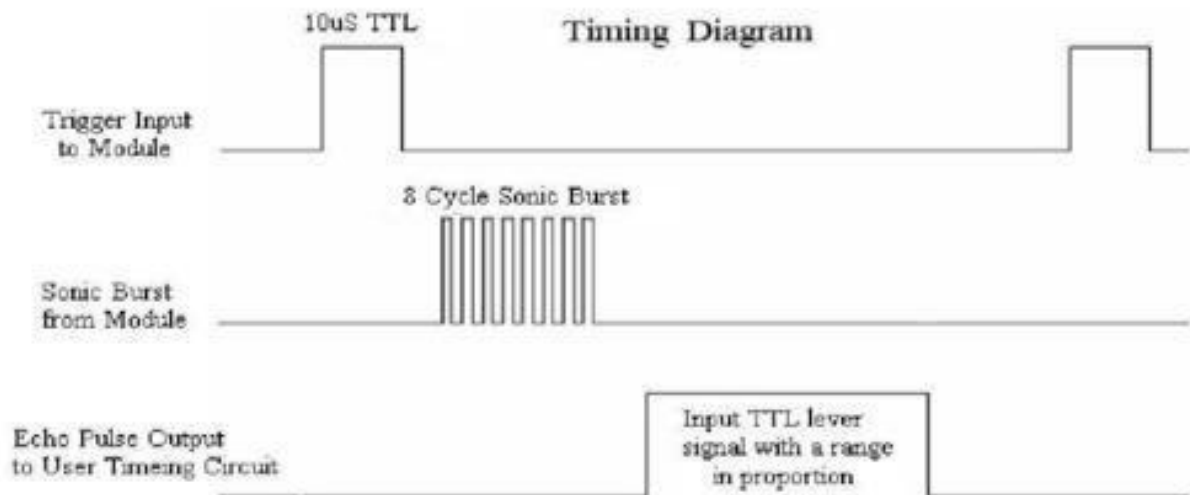 10uS TTL
Timing Diagram
Trigger Input
to Module
8 Cycle Sonic Burst
Sonic Burst
from Module
Echo Pulse Output
to User Timeing Circuit
Input TTL lever
signal with a range
in proportion